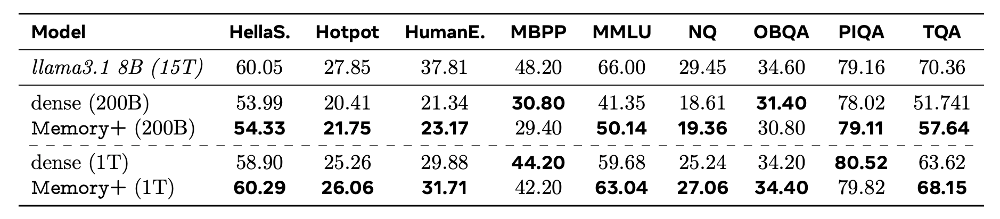 Model HellaS. Hotpot HumanE. MBPP MMLU NQ OBQA PIQA TQA
llama3.1 8B (15T) 60.05 27.85 37.81 48.20 66.00 29.45 34.60 79.16 70.36
dense (200B) 53.99 20.41 21.34 30.80 41.35 18.61 31.40 78.02 51.741
Memory+ (200B) 54.33 21.75 23.17 29.40 50.14 19.36 30.80 79.11 57.64
dense (1T) 58.90 25.26 29.88 44.20 59.68 25.24 34.20 80.52 63.62
Memory+ (1T) 60.29 26.06 31.71 42.20 63.04 27.06 34.40 79.82 68.15